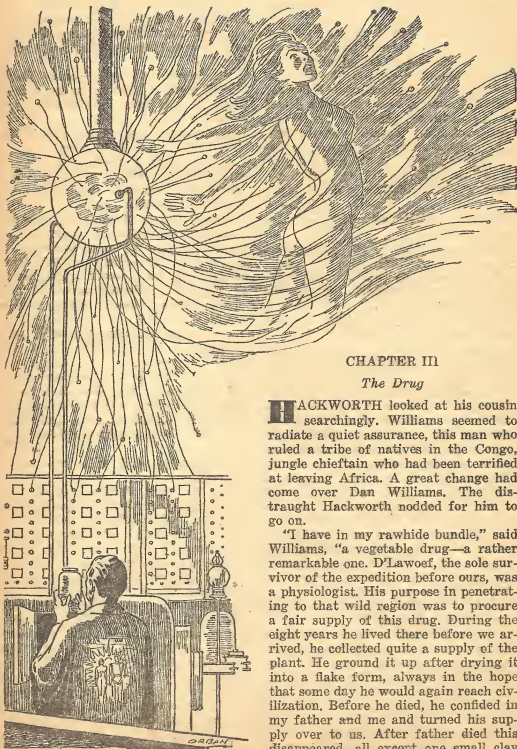 CHAPTER III
The Drug
HACKWORTH looked at his cousin
searchingly. Williams seemed to
radiate a quiet assurance, this man who
ruled a tribe of natives in the Congo,
jungle chieftain who had been terrified
at leaving Africa. A great change had
come over Dan Williams. The dis-
traught Hackworth nodded for him to
go on.
"I have in my rawhide bundle," said
Williams, "a vegetable drug—a rather
remarkable one. D'Lawoef, the sole sur-
vivor of the expedition before ours, was
a physiologist. His purpose in penetrat-
ing to that wild region was to procure
a fair supply of this drug. During the
eight years he lived there before we ar-
rived, he collected quite a supply of the
plant. He ground it up after drying it
into a flake form, always in the hope
that some day he would again reach civ-
ilization. Before he died, he confided in
my father and me and turned his sup-
ply over to us. After father died this
disappeared, all except one small clan
ORBAN